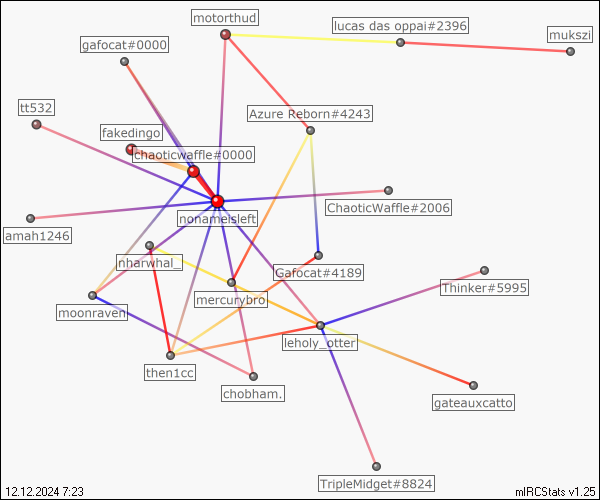 motorthud
lucas das oppai#2396
mukszi
gafocat#0000
tt532
Azure Reborn#4243
fakedingo
chaoticwaffle#0000
ChaoticWaffle#2006
nonameisleft
amah1246
nharwhal_
Gafocat#4189
Thinker#5995
mercurybro
moonraven
leholy_otter
then1cc
chobham.
gateauxcatto
TripleMidget#8824
12.12.2024 7:23
mIRCStats v1.25